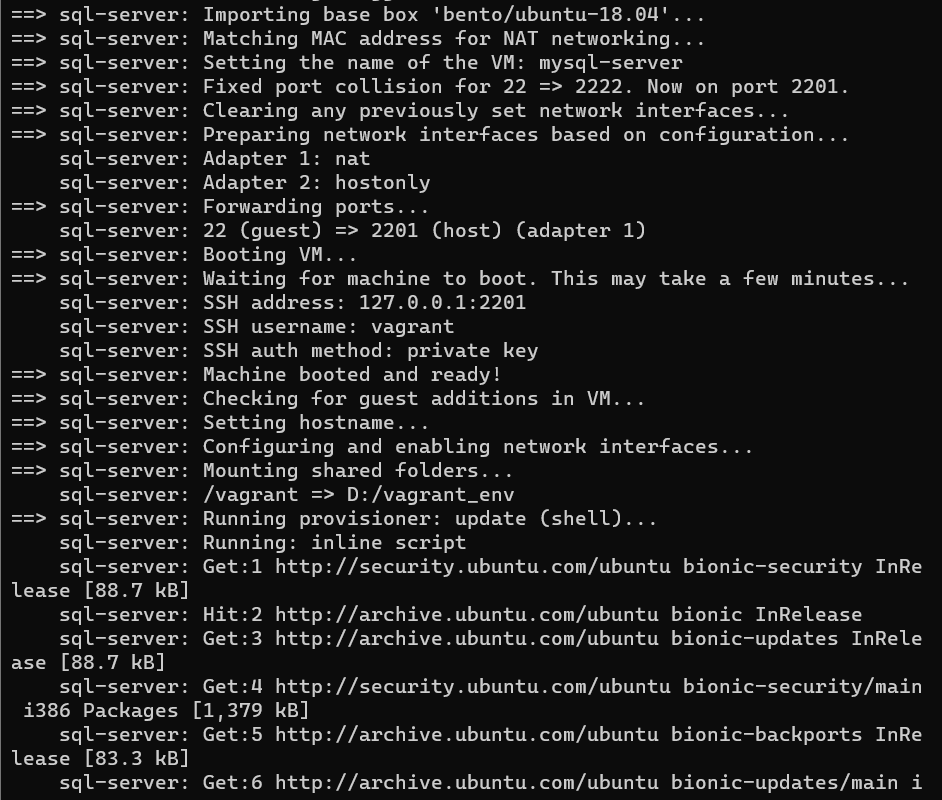 ==> sql-server: Importing base box 'bento/ubuntu-18.04'...
==> sql-server: Matching MAC address for NAT networking...
==> sql-server: Setting the name of the VM: mysql-server
==> sql-server: Fixed port collision for 22 => 2222. Now on port 2201.
==> sql-server: Clearing any previously set network interfaces...
==> sql-server: Preparing network interfaces based on configuration...
    sql-server: Adapter 1: nat
    sql-server: Adapter 2: hostonly
==> sql-server: Forwarding ports...
    sql-server: 22 (guest) => 2201 (host) (adapter 1)
==> sql-server: Booting VM...
==> sql-server: Waiting for machine to boot. This may take a few minutes...
    sql-server: SSH address: 127.0.0.1:2201
    sql-server: SSH username: vagrant
    sql-server: SSH auth method: private key
==> sql-server: Machine booted and ready!
==> sql-server: Checking for guest additions in VM...
==> sql-server: Setting hostname...
==> sql-server: Configuring and enabling network interfaces...
==> sql-server: Mounting shared folders...
    sql-server: /vagrant => D:/vagrant_env
==> sql-server: Running provisioner: update (shell)...
    sql-server: Running: inline script
    sql-server: Get:1 http://security.ubuntu.com/ubuntu bionic-security InRe
lease [88.7 kB]
    sql-server: Hit:2 http://archive.ubuntu.com/ubuntu bionic InRelease
    sql-server: Get:3 http://archive.ubuntu.com/ubuntu bionic-updates InRele
ase [88.7 kB]
    sql-server: Get:4 http://security.ubuntu.com/ubuntu bionic-security/main
 i386 Packages [1,379 kB]
    sql-server: Get:5 http://archive.ubuntu.com/ubuntu bionic-backports InRe
lease [83.3 kB]
    sql-server: Get:6 http://archive.ubuntu.com/ubuntu bionic-updates/main i